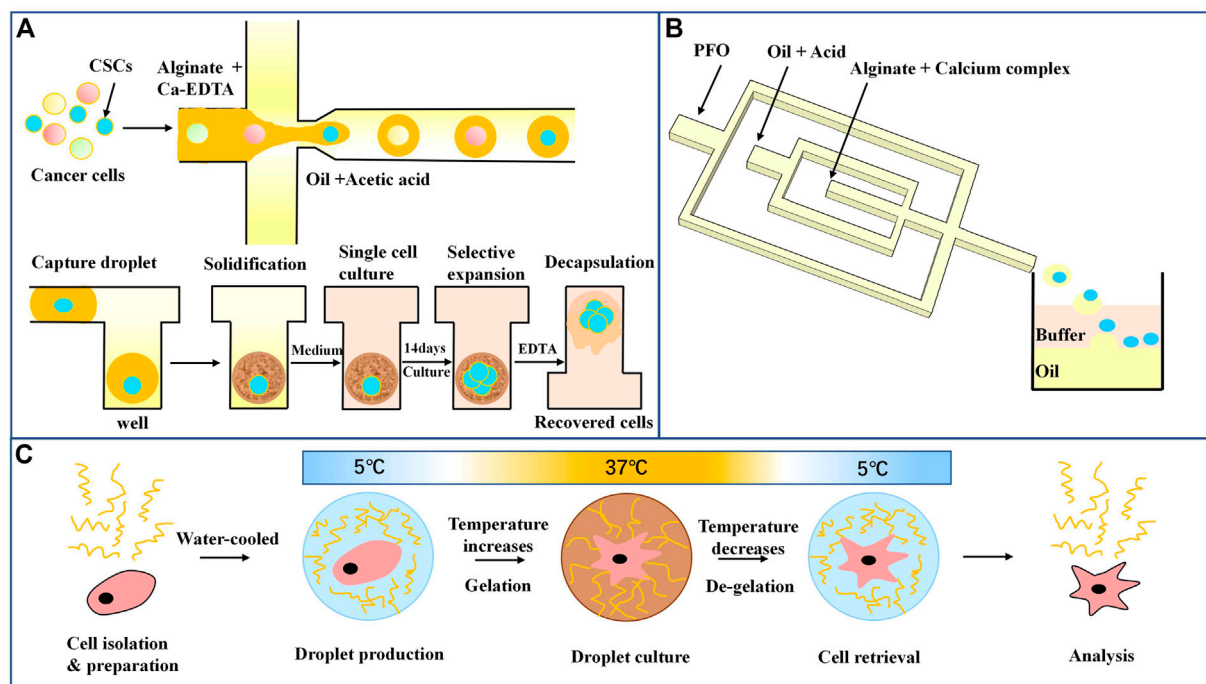 A
CSCs
Alginate +
Ca-EDTA
Cancer cells
Oil +Acetic acid
Capture droplet
Solidification
Single cell
culture
Selective
expansion
Decapsulation
Medium
14days
Culture
EDTA
well
Recovered cells
B
PFO
Oil + Acid
Alginate + Calcium complex
Buffer
Oil
C
5℃
37℃
5℃
Water-cooled
Temperature
increases
Gelation
Temperature
decreases
De-gelation
Cell isolation
& preparation
Droplet production
Droplet culture
Cell retrieval
Analysis